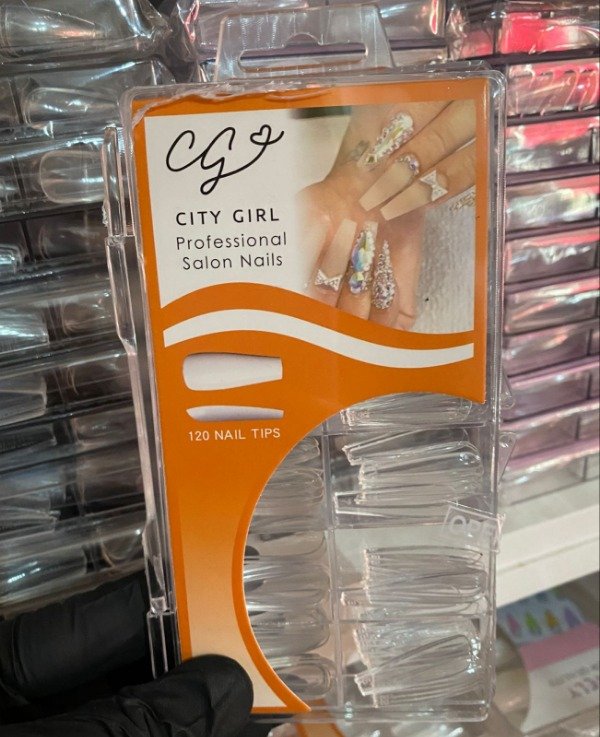 CG
CITY GIRL
Professional
Salon Nails
120 NAIL TIPS